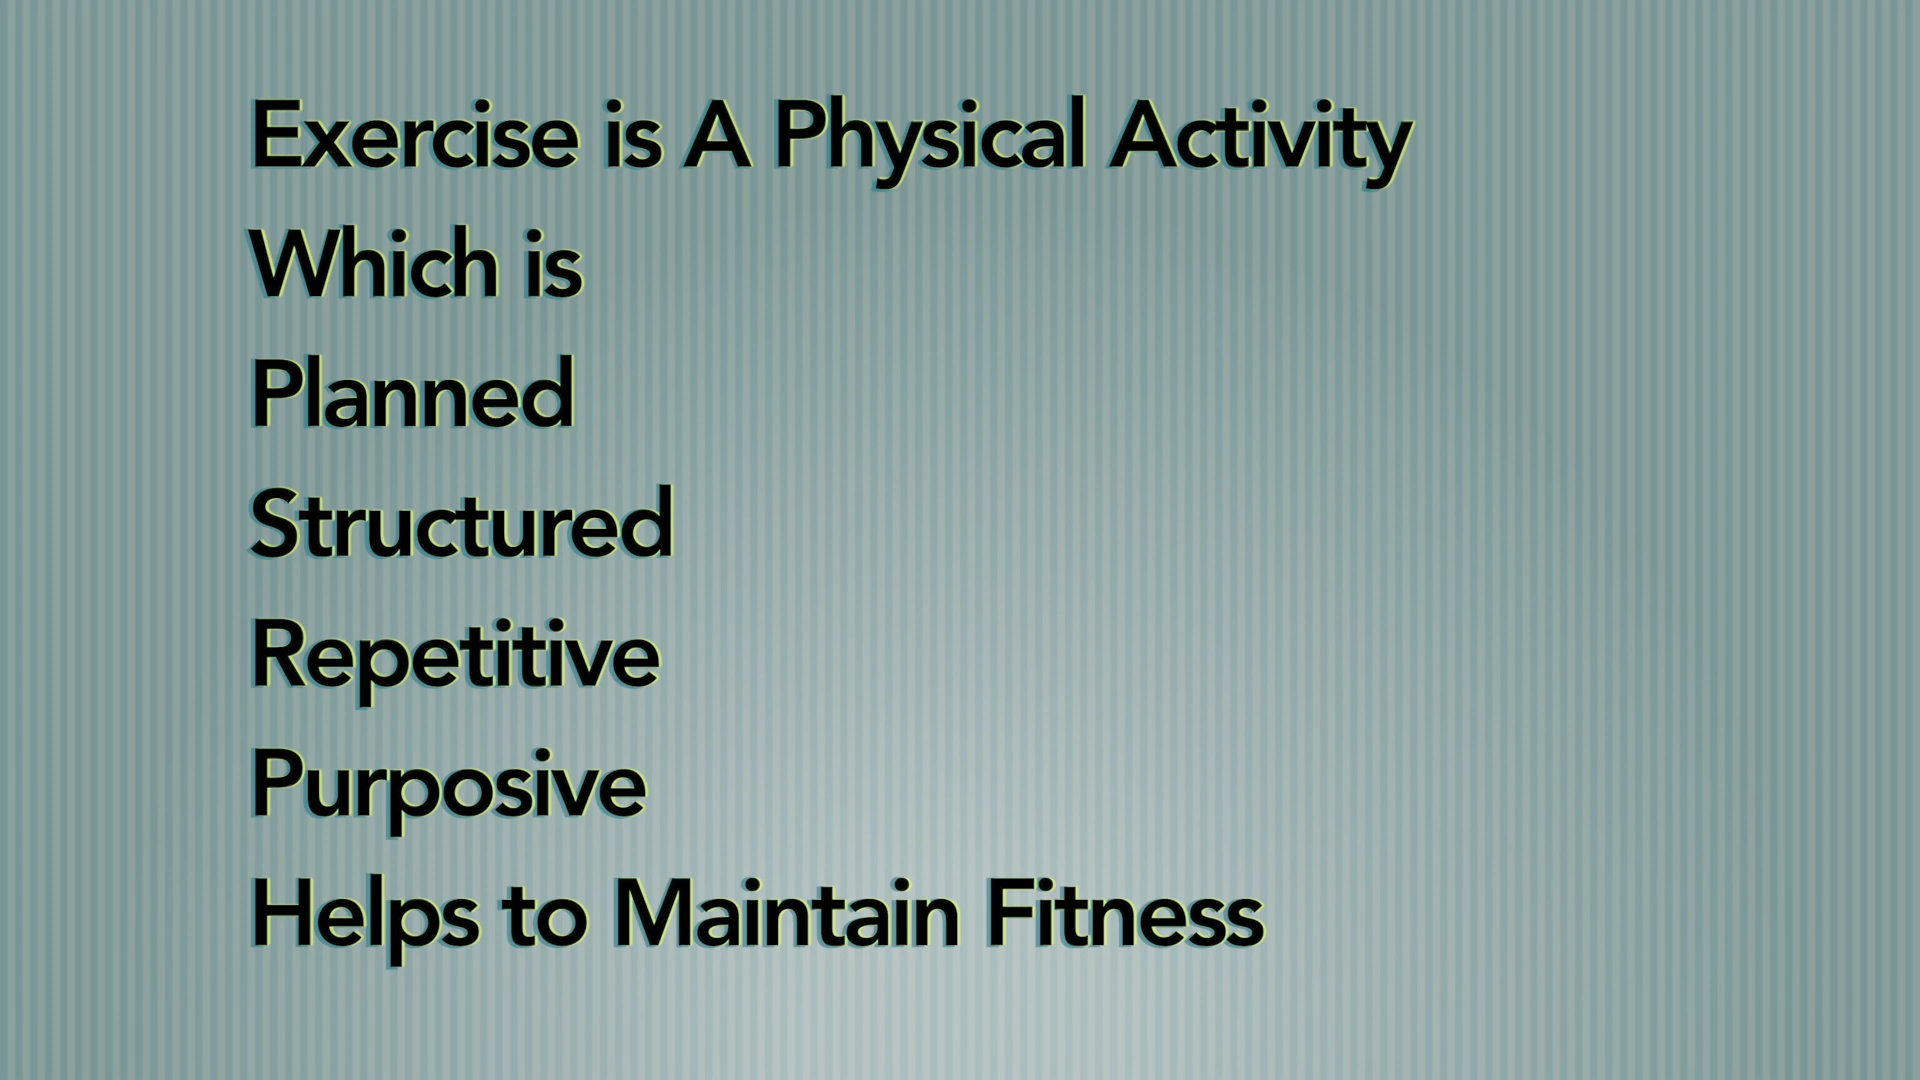 Exercise is A Physical Activity
Which is
Planned
Structured
Repetitive
Purposive
Helps to Maintain Fitness